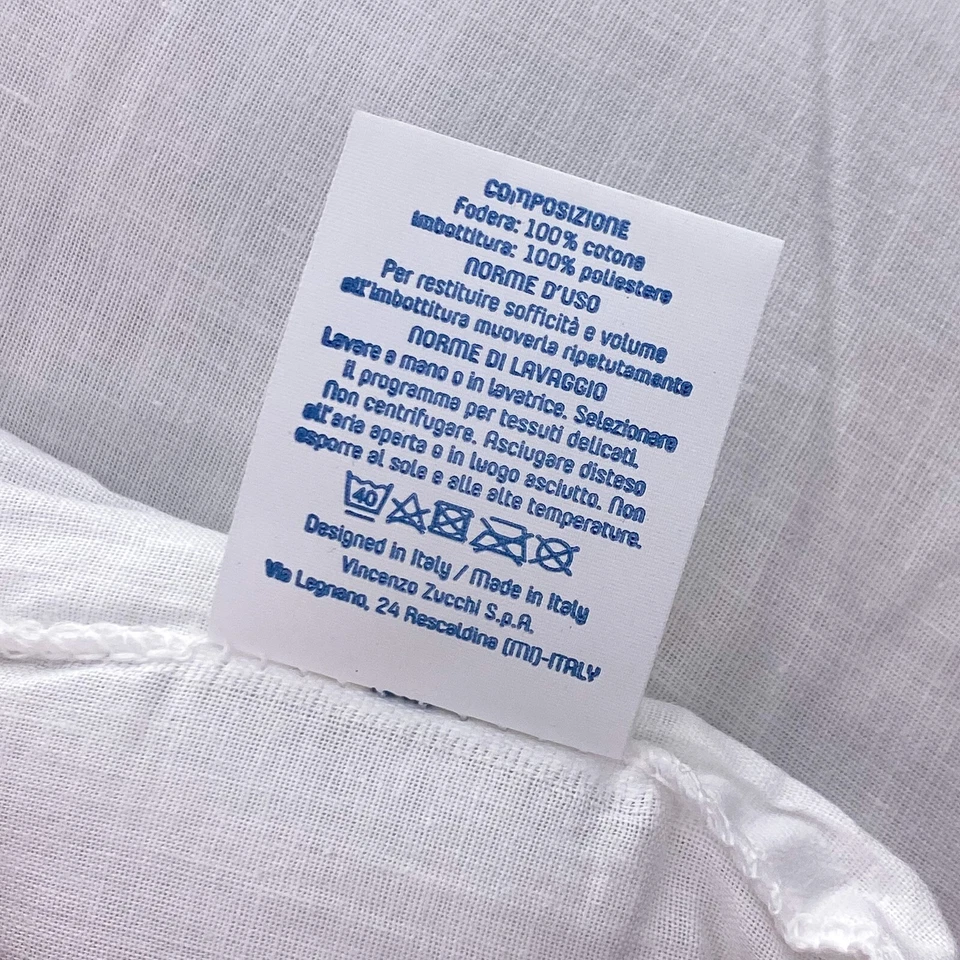 COMPOSIZIONE
Fodera: 100% cotone
Imbottitura: 100% poliestere
NORME D'USO
Per restituire sofficità e volume
all'imbottitura muoverla ripetutamente
NORME DI LAVAGGIO
Lavare a mano o in lavatrice. Selezionare
il programma per tessuti delicati.
Non centrifugare. Asciugare disteso
all'aria aperta o in luogo asciutto. Non
esporre al sole e alle alte temperature.
40
Designed in Italy / Made in Italy
Vincenzo Zucchi S.p.A.
Via Legnano, 24 Rescaldina (MI)-ITALY